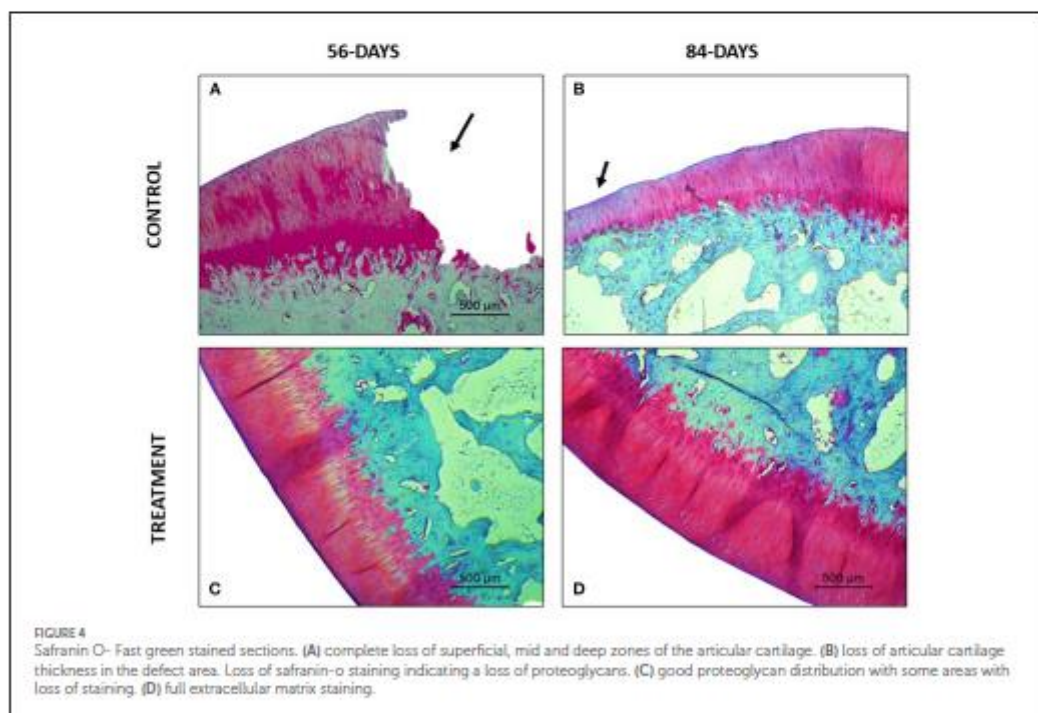 56-DAYS
84-DAYS
CONTROL
A
B
500 µm
TREATMENT
C
500 µm
D
500 µm
FIGURE 4
Safranin O- Fast green stained sections. (A) complete loss of superficial, mid and deep zones of the articular cartilage. (B) loss of articular cartilage
thickness in the defect area. Loss of safranin-o staining indicating a loss of proteoglycans. (C) good proteoglycan distribution with some areas with
loss of staining. (D) full extracellular matrix staining.